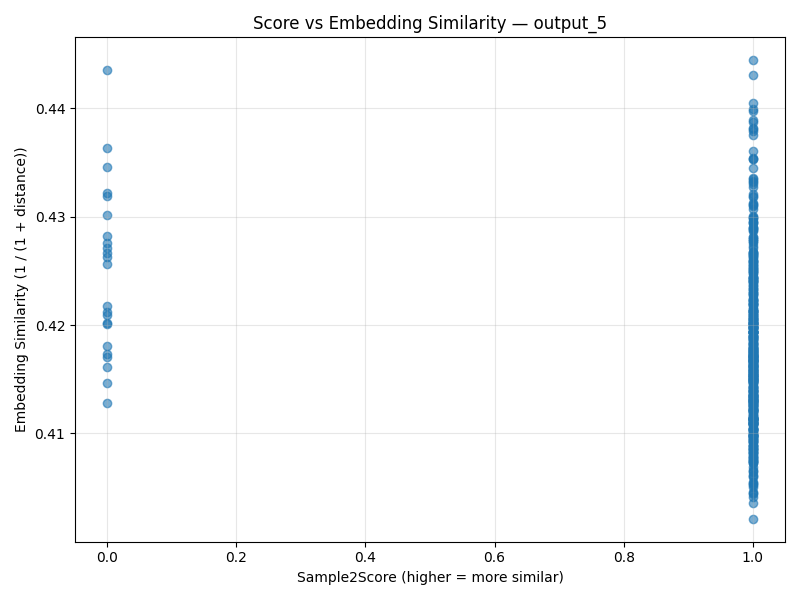 Score vs Embedding Similarity — output_5
Embedding Similarity (1 / (1 + distance))
0.44
0.43
0.42
0.41
0.0 0.2 0.4 0.6 0.8 1.0
Sample2Score (higher = more similar)